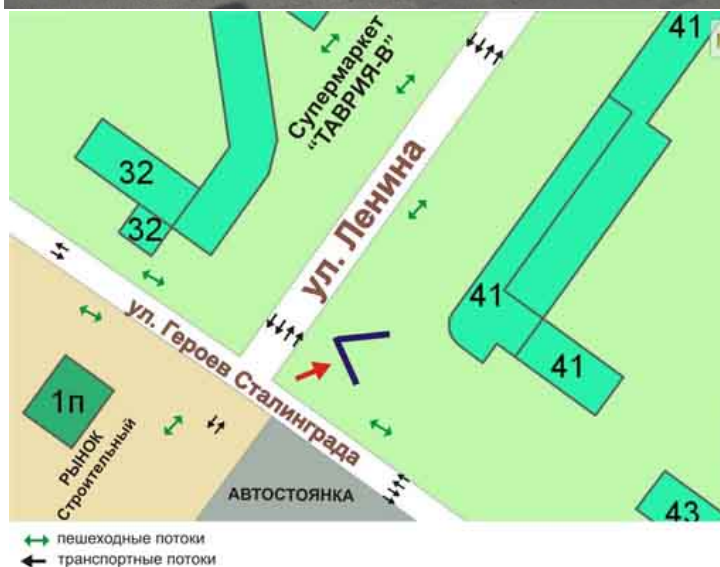 41
Супермаркет
“ТАВРИЯ-В”
32
32
ул. Ленина
41
41
ул. Героев Сталинграда
1п
РЫНОК
Строительный
АВТОСТОЯНКА
43
пешеходные потоки
транспортные потоки